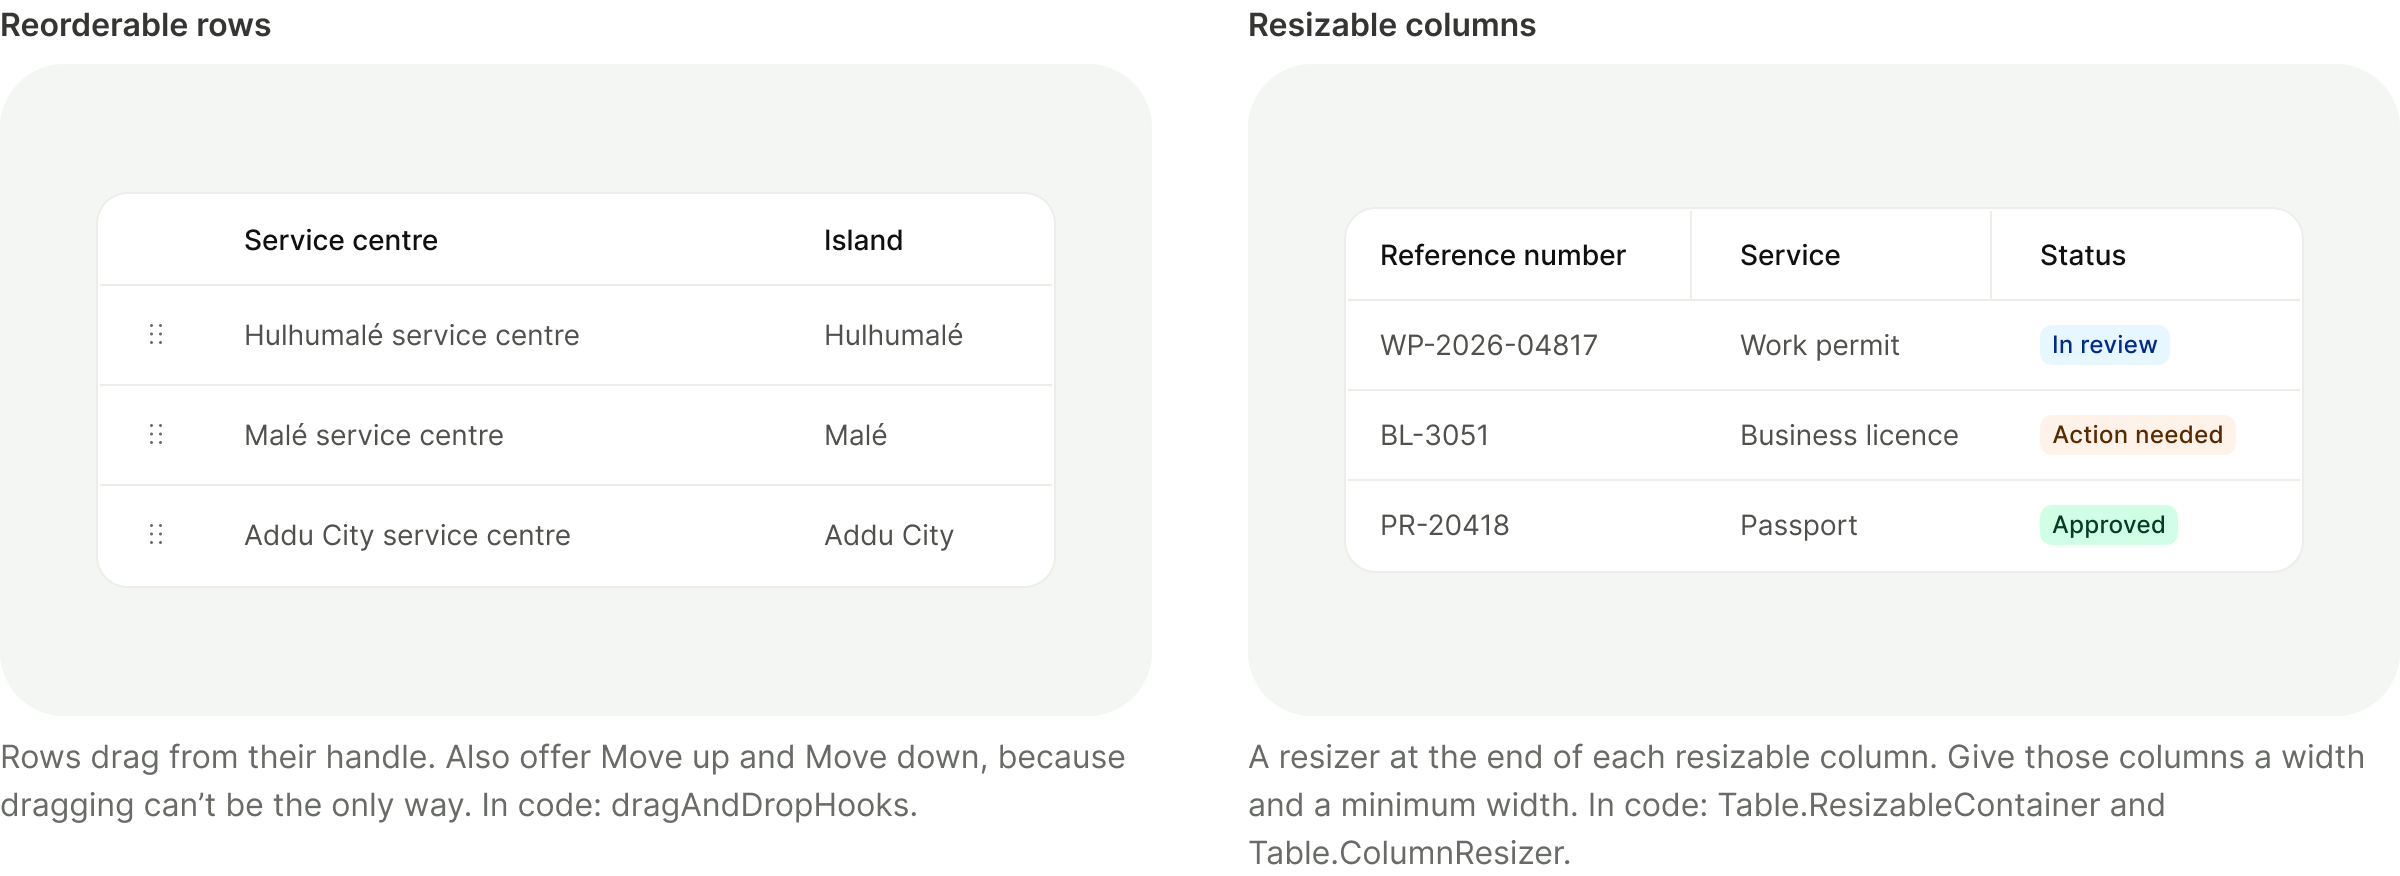 Reorderable rows
Service centre Island
Hulhumalé service centre Hulhumalé
Malé service centre Malé
Addu City service centre Addu City
Rows drag from their handle. Also offer Move up and Move down, because
dragging can’t be the only way. In code: dragAndDropHooks.
Resizable columns
Reference number Service Status
WP-2026-04817 Work permit In review
BL-3051 Business licence Action needed
PR-20418 Passport Approved
A resizer at the end of each resizable column. Give those columns a width
and a minimum width. In code: Table.ResizableContainer and
Table.ColumnResizer.